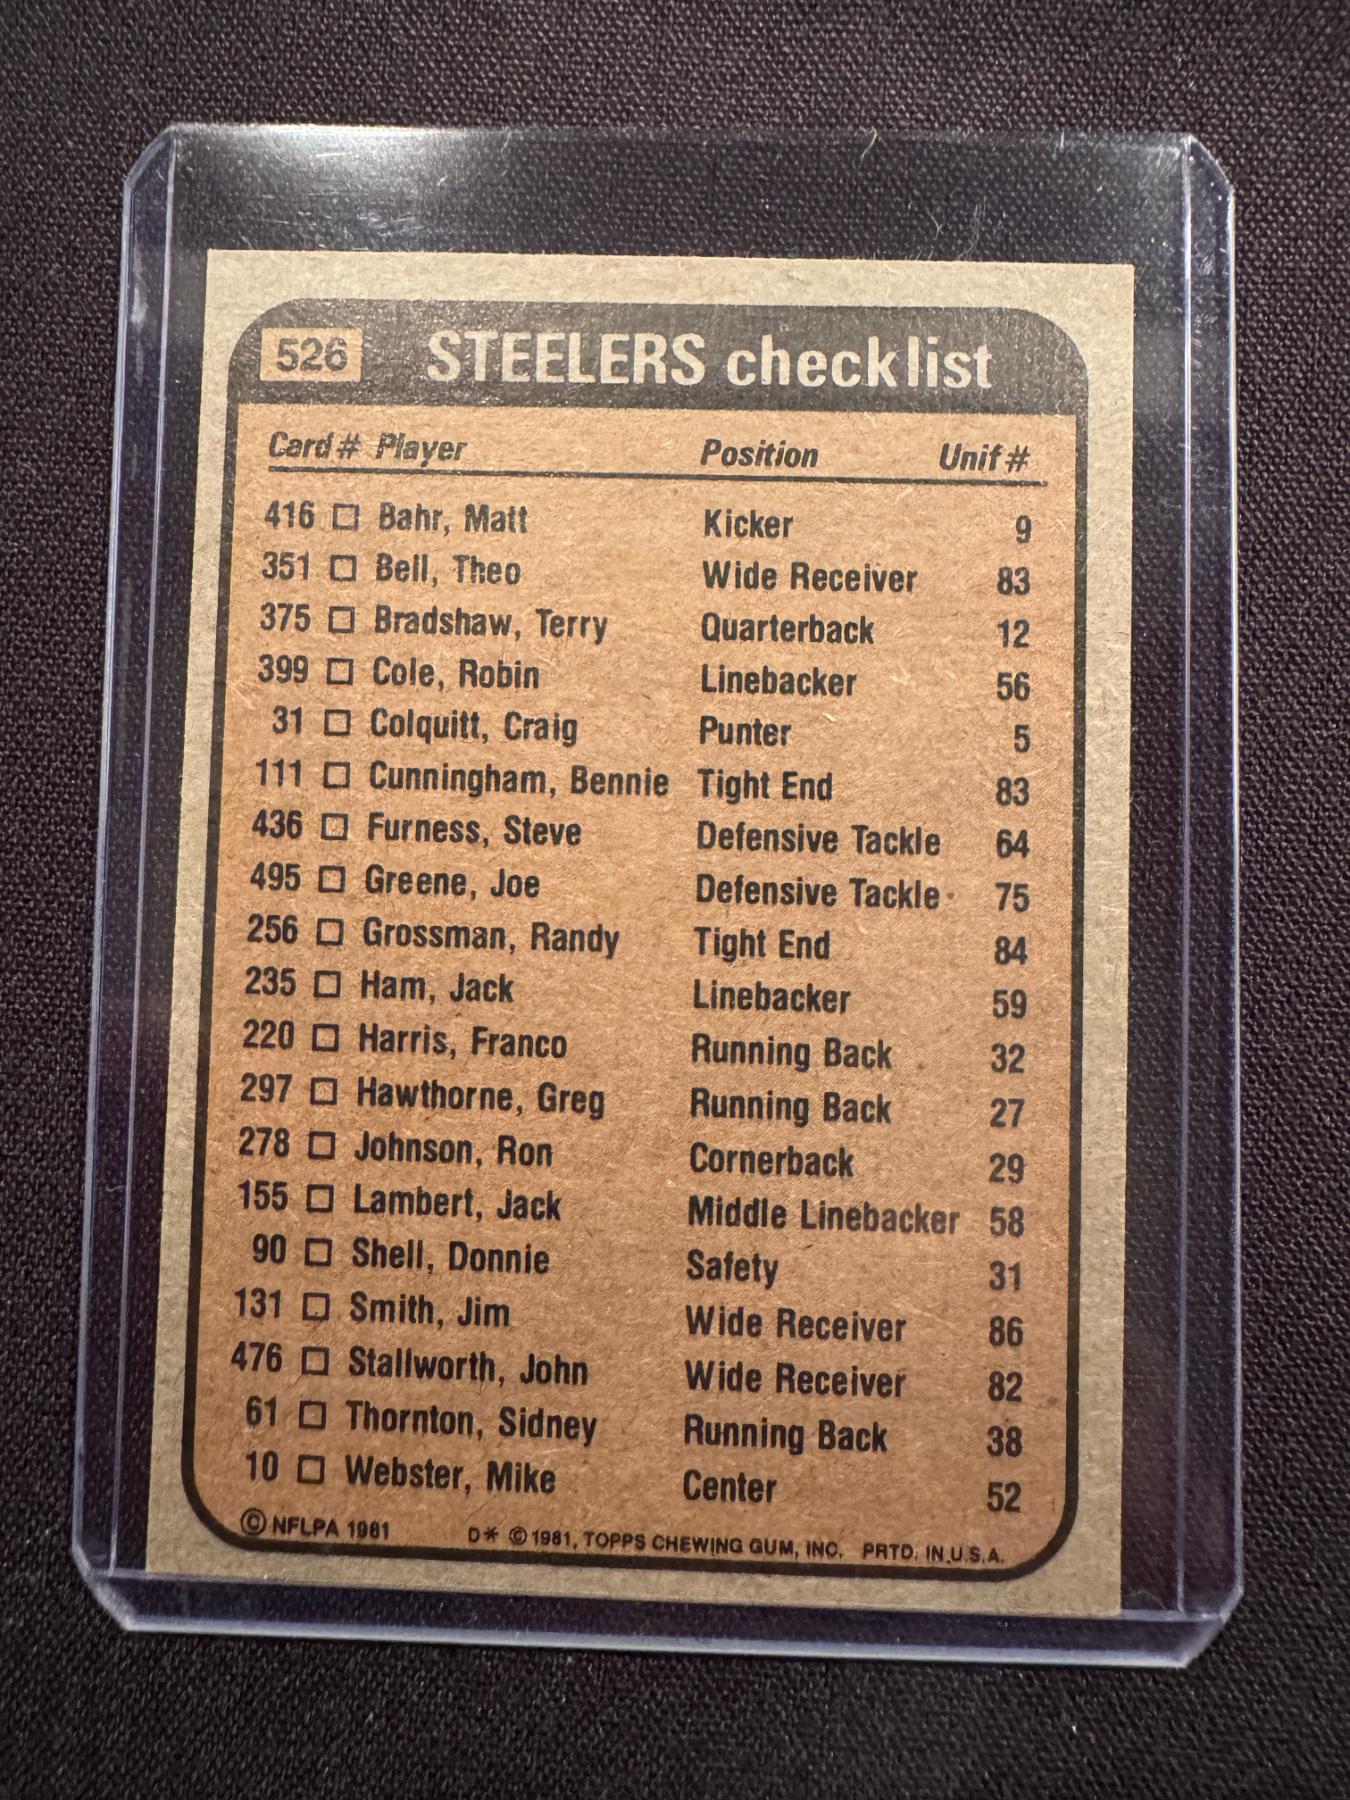 526 STEELERS checklist
Card # Player Position Unif #
416 □ Bahr, Matt Kicker 9
351 □ Bell, Theo Wide Receiver 83
375 □ Bradshaw, Terry Quarterback 12
399 □ Cole, Robin Linebacker 56
31 □ Colquitt, Craig Punter 5
111 □ Cunningham, Bennie Tight End 83
436 □ Furness, Steve Defensive Tackle 64
495 □ Greene, Joe Defensive Tackle 75
256 □ Grossman, Randy Tight End 84
235 □ Ham, Jack Linebacker 59
220 □ Harris, Franco Running Back 32
297 □ Hawthorne, Greg Running Back 27
278 □ Johnson, Ron Cornerback 29
155 □ Lambert, Jack Middle Linebacker 58
90 □ Shell, Donnie Safety 31
131 □ Smith, Jim Wide Receiver 86
476 □ Stallworth, John Wide Receiver 82
61 □ Thornton, Sidney Running Back 38
10 □ Webster, Mike Center 52
© NFLPA 1981 D* © 1981, TOPPS CHEWING GUM, INC. PRTD. IN U.S.A.